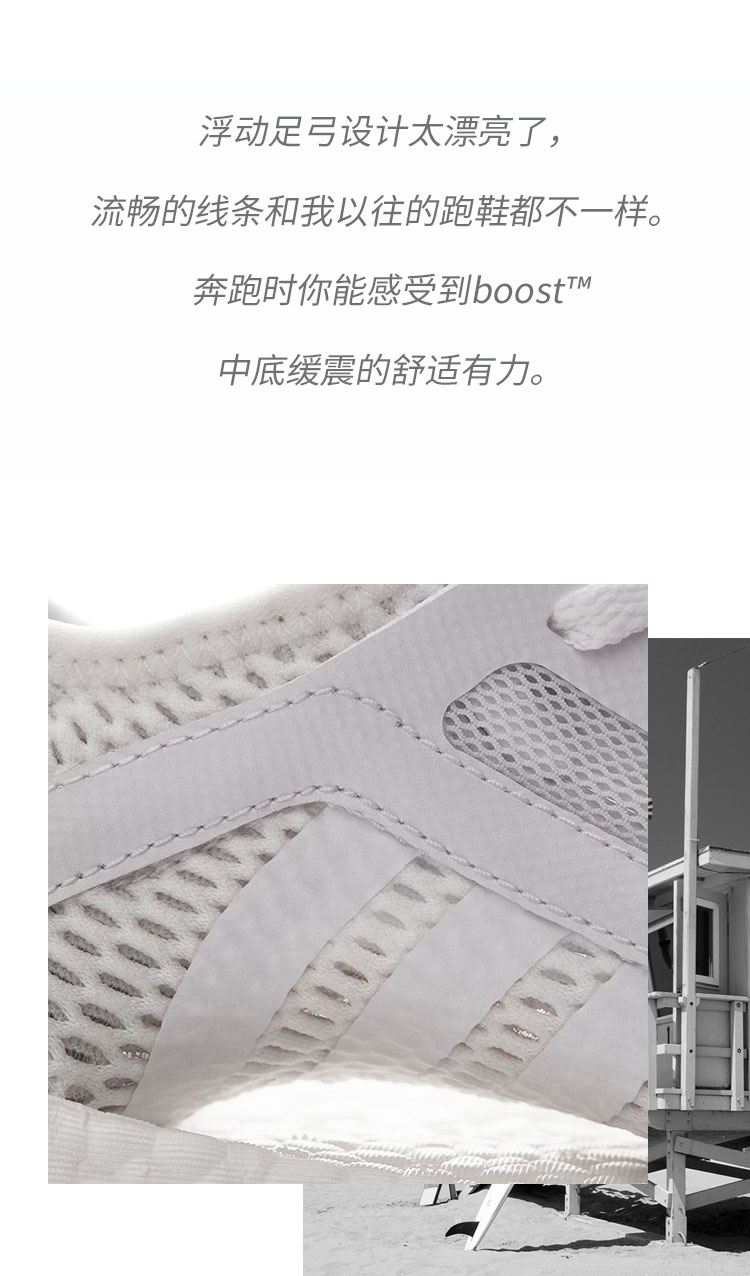 浮动足弓设计太漂亮了，
流畅的线条和我以往的跑鞋都不一样。
奔跑时你能感受到boost™
中底缓震的舒适有力。